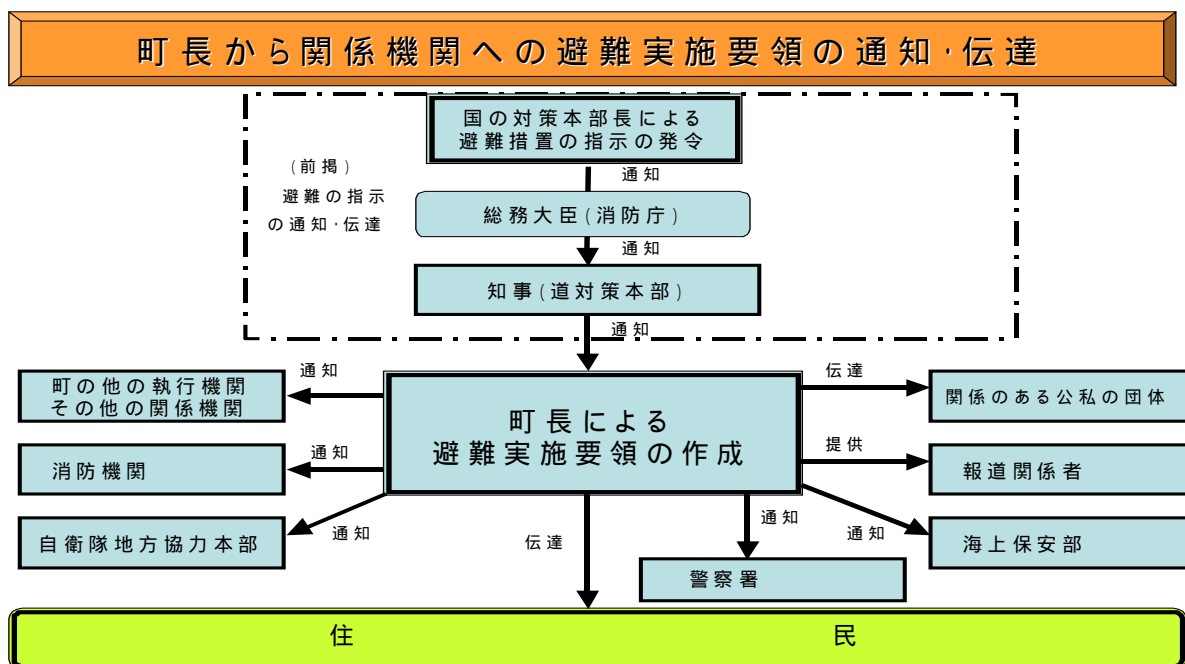 町長から関係機関への避難実施要領の通知・伝達
国の対策本部長による
避難措置の指示の発令
(前掲)
避難の指示
の通知・伝達
通知
総務大臣(消防庁)
通知
知事(道対策本部)
通知
町の他の執行機関
その他の関係機関
通知
町長による
避難実施要領の作成
伝達
関係のある公私の団体
消防機関
通知
提供
報道関係者
自衛隊地方協力本部
通知
伝達
通知
警察署
通知
海上保安部
住民